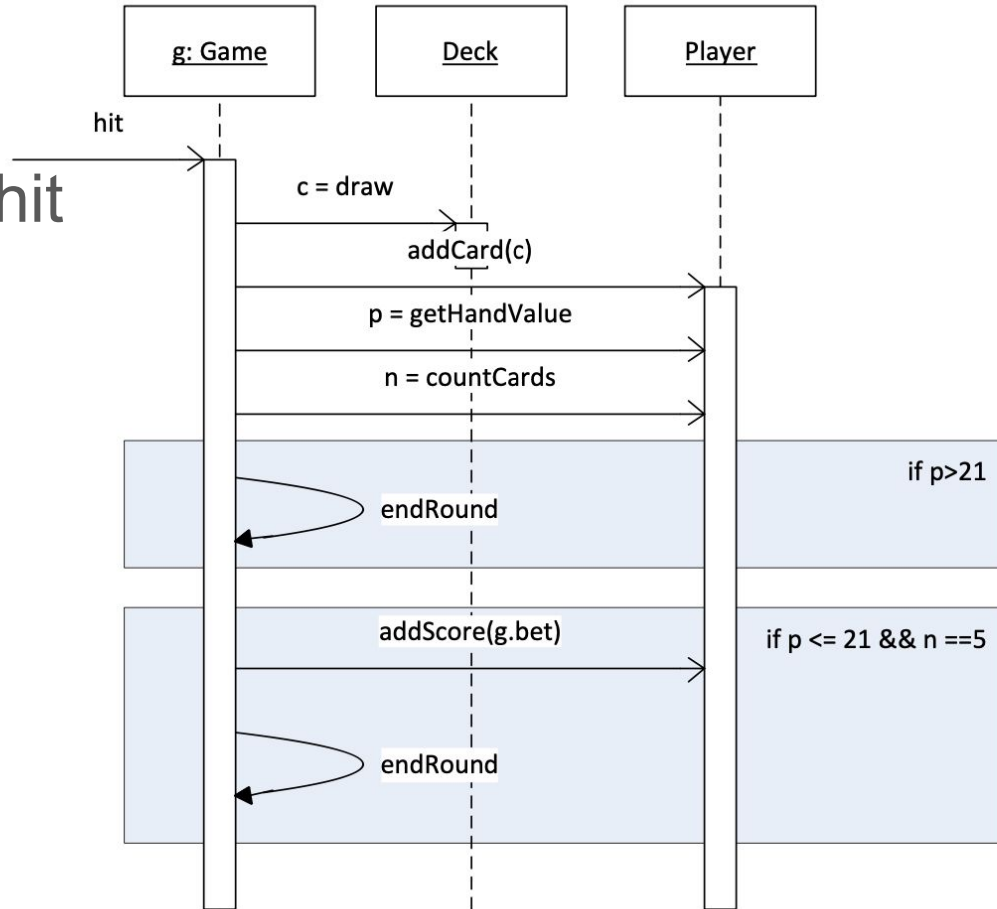 g: Game
Deck
Player
hit
hit
c = draw
addCard(c)
p = getHandValue
n = countCards
if p>21
endRound
addScore(g.bet)
if p <= 21 && n ==5
endRound